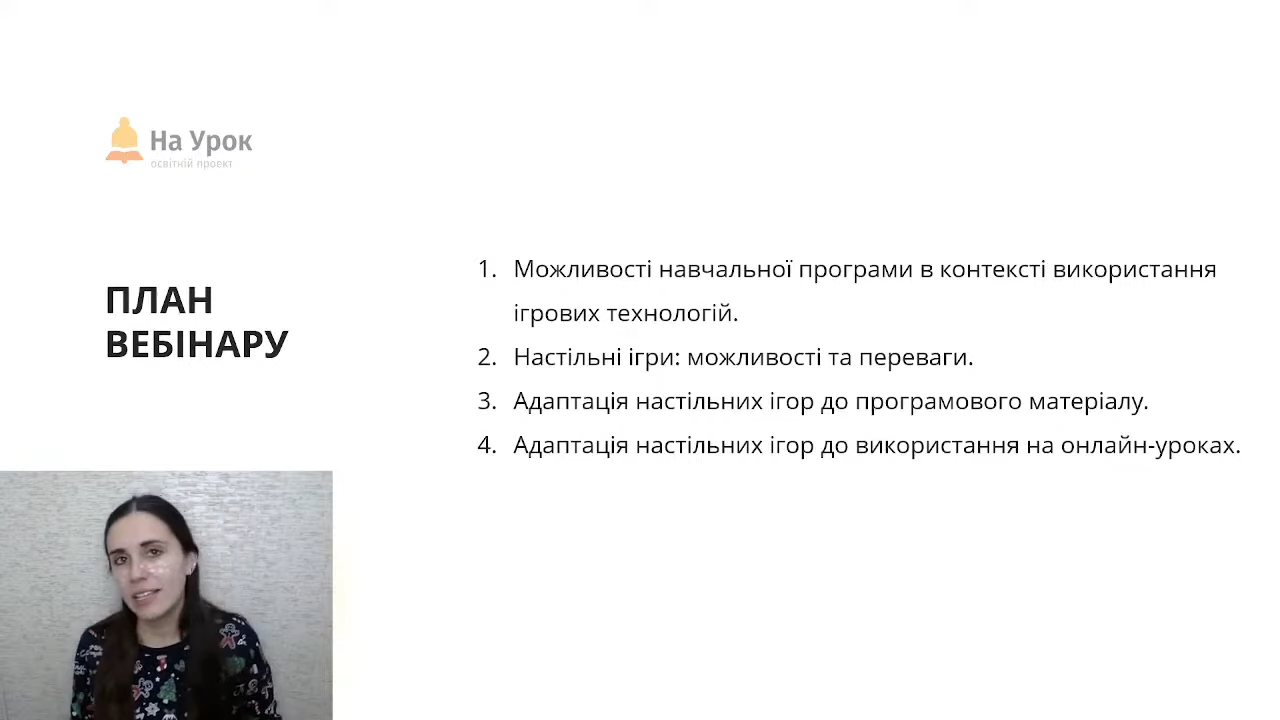 На Урок
освітній проект
ПЛАН
ВЕБІНАРУ
1. Можливості навчальної програми в контексті використання
ігрових технологій.
2. Настільні ігри: можливості та переваги.
3. Адаптація настільних ігор до програмового матеріалу.
4. Адаптація настільних ігор до використання на онлайн-уроках.